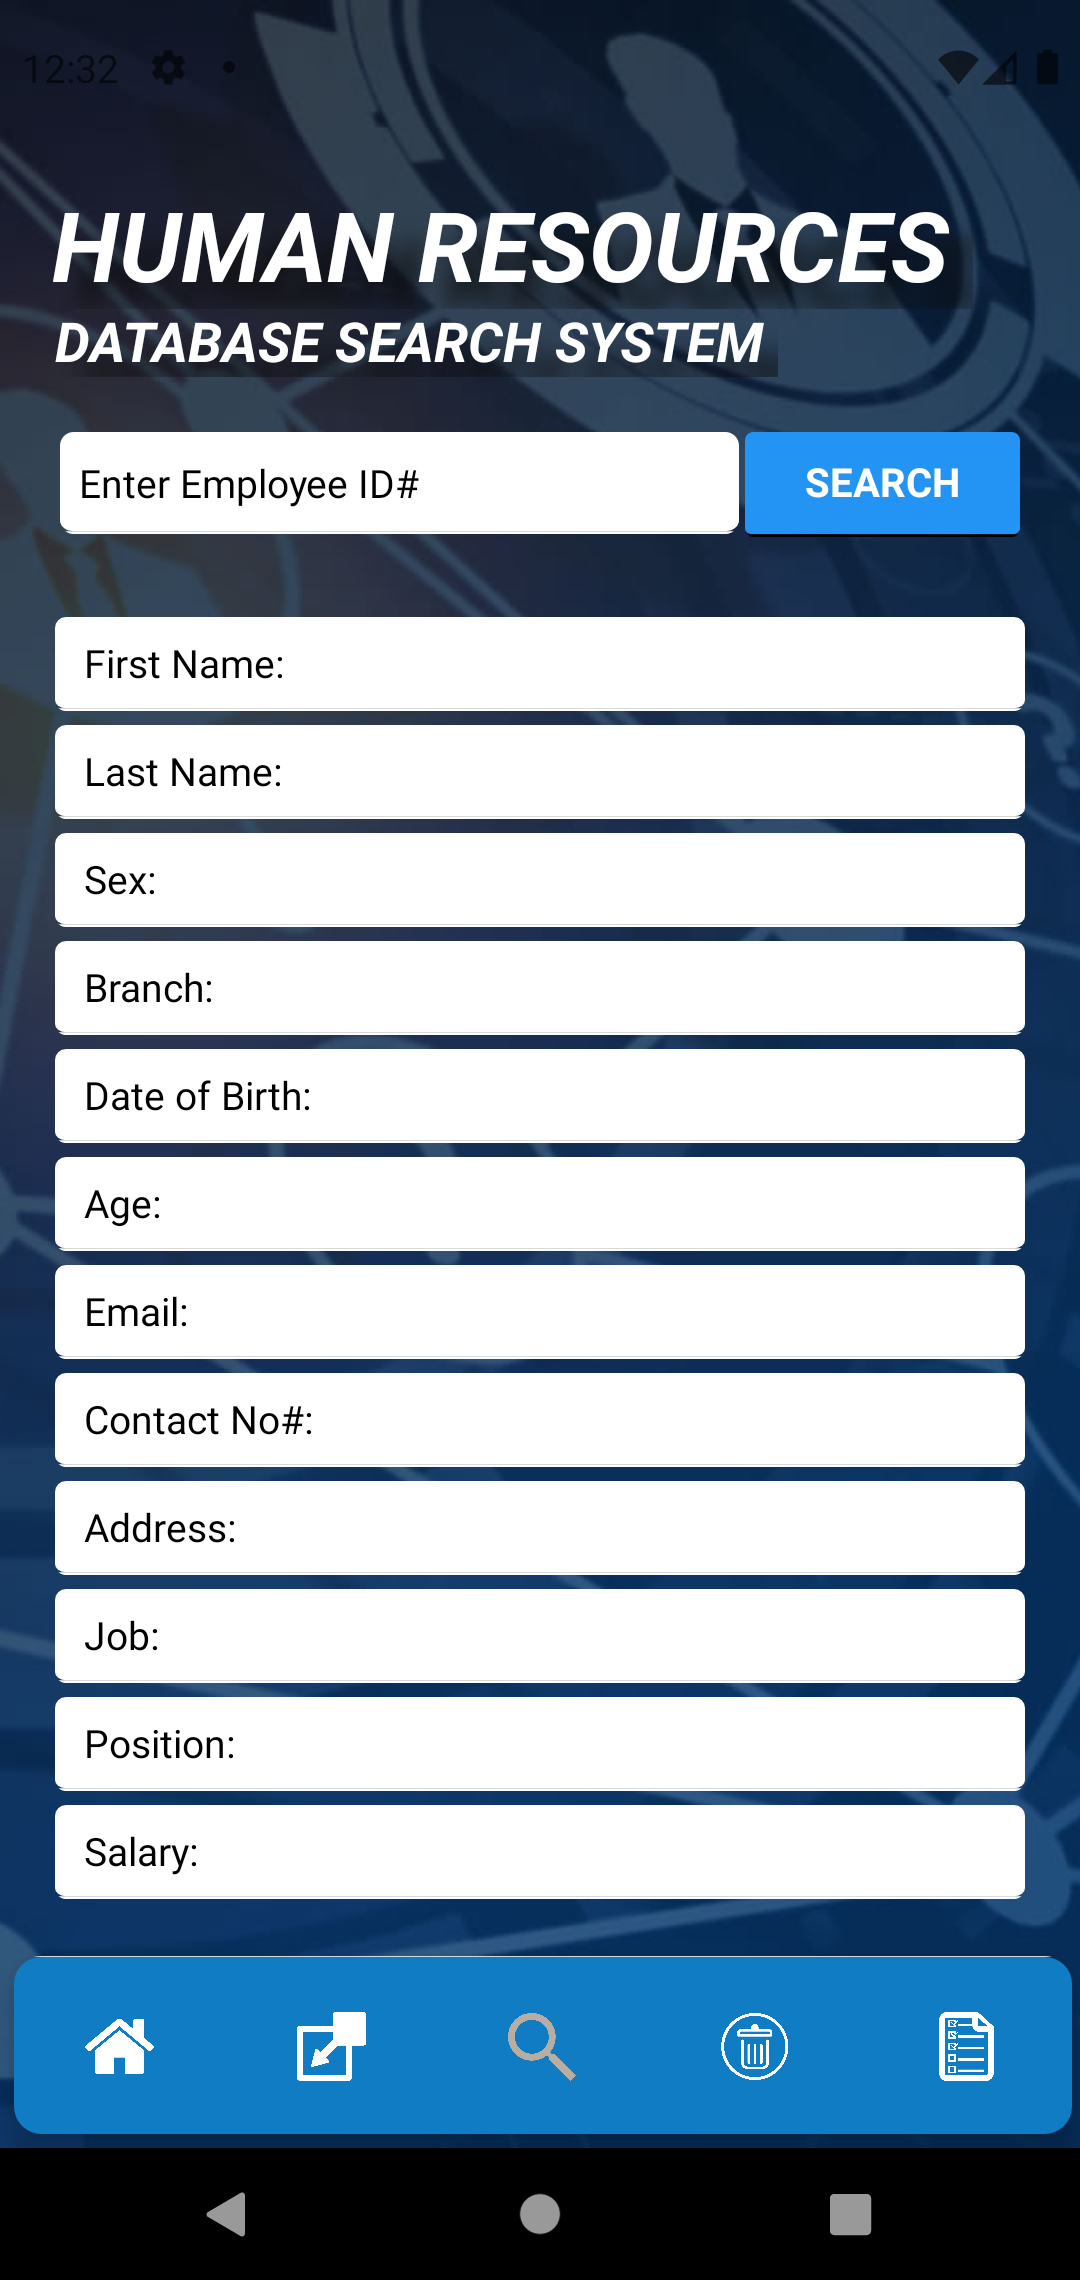 12:32
HUMAN RESOURCES
DATABASE SEARCH SYSTEM
Enter Employee ID#
SEARCH
First Name:
Last Name:
Sex:
Branch:
Date of Birth:
Age:
Email:
Contact No#:
Address:
Job:
Position:
Salary: